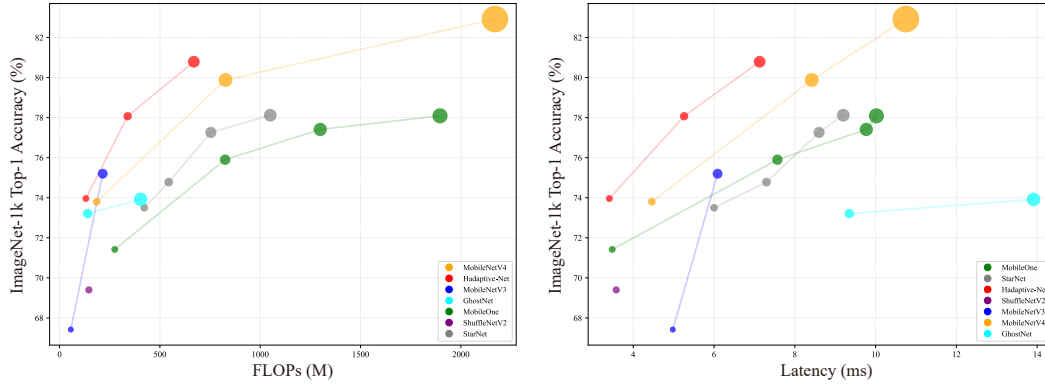 ImageNet-1k Top-1 Accuracy (%)
82
80
78
76
74
72
70
68
0
500
1000
1500
2000
FLOPs (M)
MobileNetV4
Hadaptive-Net
MobileNetV3
GhostNet
MobileOne
ShuffleNetV2
StarNet
ImageNet-1k Top-1 Accuracy (%)
82
80
78
76
74
72
70
68
4
6
8
10
12
14
Latency (ms)
MobileOne
StarNet
Hadaptive-Net
ShuffleNetV2
MobileNetV3
MobileNetV4
GhostNet